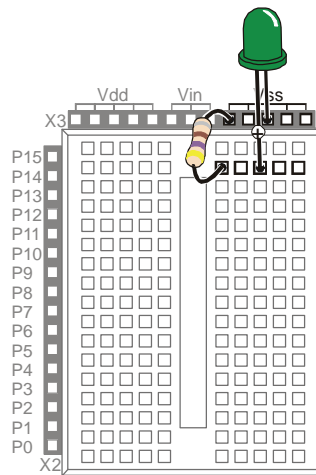 Vdd Vin Vss
X3
P15
P14
P13
P12
P11
P10
P9
P8
P7
P6
P5
P4
P3
P2
P1
P0
X2
+